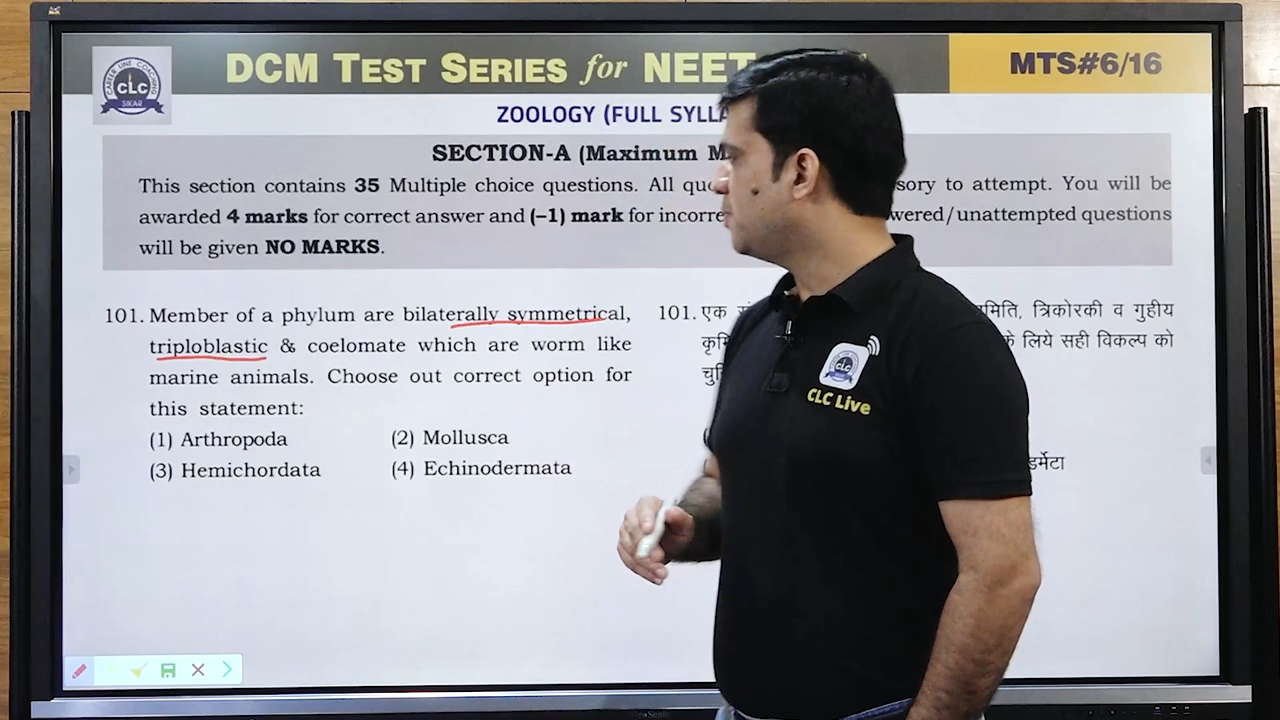 DCM TEST SERIES for NEET
MTS#6/16
CAREER LINE COACHING
CLC
SIKAR
ZOOLOGY (FULL SYLLA
SECTION-A (Maximum M
This section contains 35 Multiple choice questions. All que sory to attempt. You will be
awarded 4 marks for correct answer and (–1) mark for incorre wered/unattempted questions
will be given NO MARKS.
101. Member of a phylum are bilaterally symmetrical,
triploblastic & coelomate which are worm like
marine animals. Choose out correct option for
this statement:
(1) Arthropoda (2) Mollusca
(3) Hemichordata (4) Echinodermata
101. एक त्रिकोरकी व गुहीय
के लिये सही विकल्प को
CLC
CLC Live